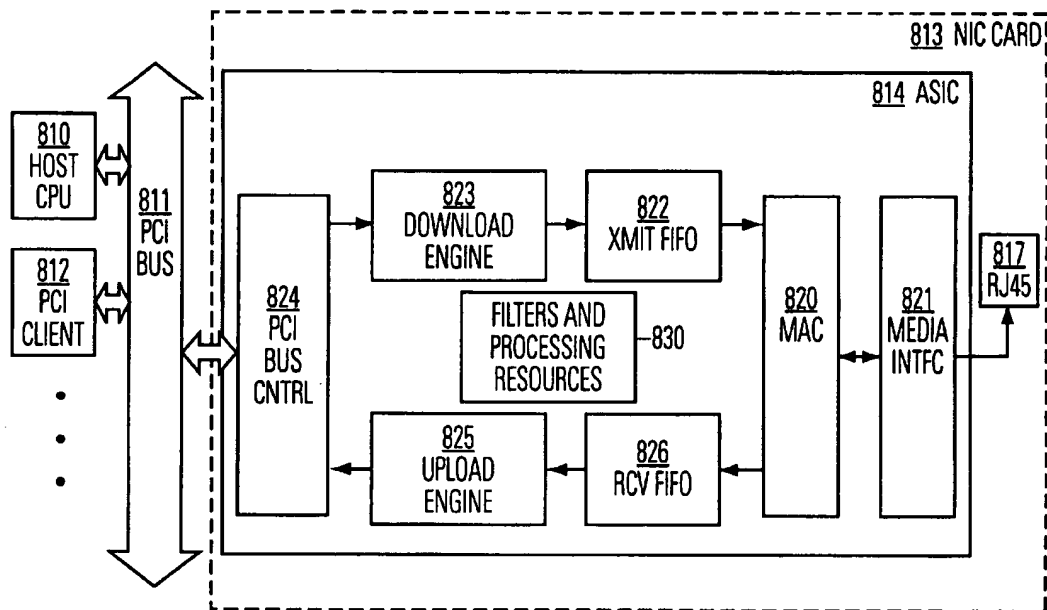 813 NIC CARD
814 ASIC
810
HOST
CPU
811
PCI
BUS
812
PCI
CLIENT
824
PCI
BUS
CNTRL
823
DOWNLOAD
ENGINE
822
XMIT FIFO
FILTERS AND
PROCESSING
RESOURCES
830
825
UPLOAD
ENGINE
826
RCV FIFO
820
MAC
821
MEDIA
INTFC
817
RJ45